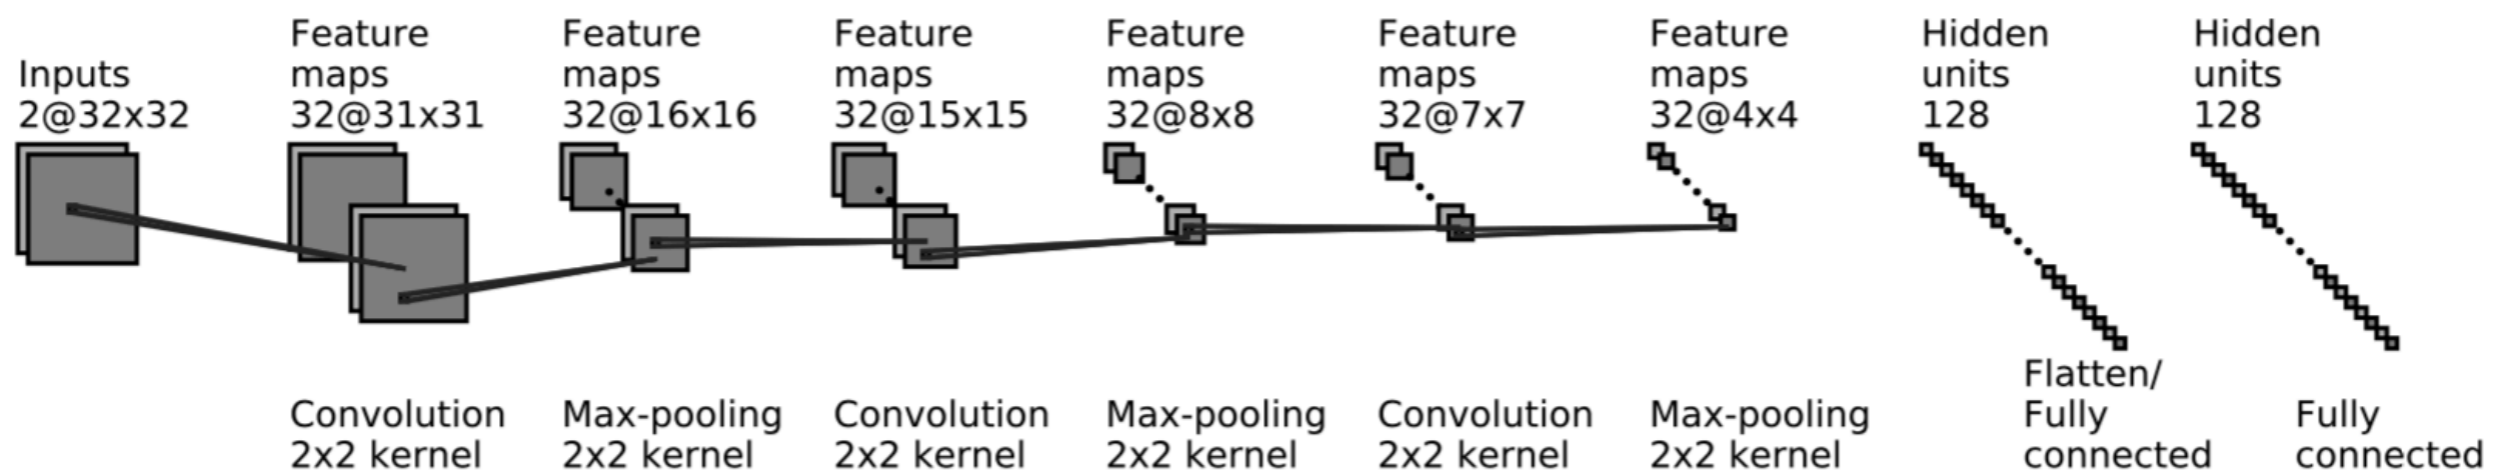 Inputs
2@32x32
Feature
maps
32@31x31
Feature
maps
32@16x16
Feature
maps
32@15x15
Feature
maps
32@8x8
Feature
maps
32@7x7
Feature
maps
32@4x4
Hidden
units
128
Hidden
units
128
Convolution
2x2 kernel
Max-pooling
2x2 kernel
Convolution
2x2 kernel
Max-pooling
2x2 kernel
Convolution
2x2 kernel
Max-pooling
2x2 kernel
Flatten/
Fully
connected
Fully
connected